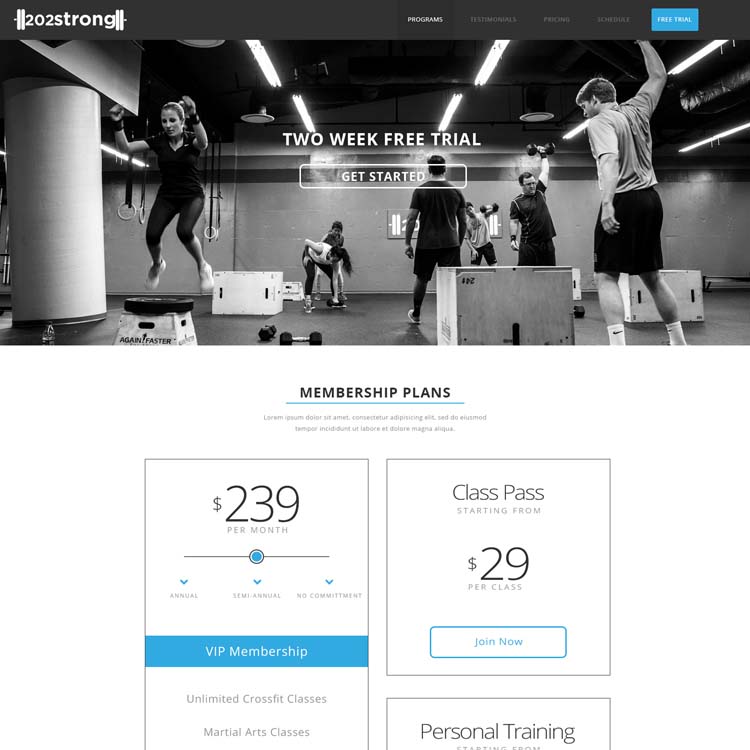 202strong
PROGRAMS
TESTIMONIALS
PRICING
SCHEDULE
FREE TRIAL
TWO WEEK FREE TRIAL
GET STARTED
AGAIN FASTER
MEMBERSHIP PLANS
Lorem ipsum dolor sit amet, consectetur adipisicing elit, sed do eiusmod
tempor incididunt ut labore et dolore magna aliqua.
$239
PER MONTH
ANNUAL
SEMI-ANNUAL
NO COMMITTMENT
VIP Membership
Unlimited Crossfit Classes
Martial Arts Classes
Class Pass
STARTING FROM
$29
PER CLASS
Join Now
Personal Training
STARTING FROM